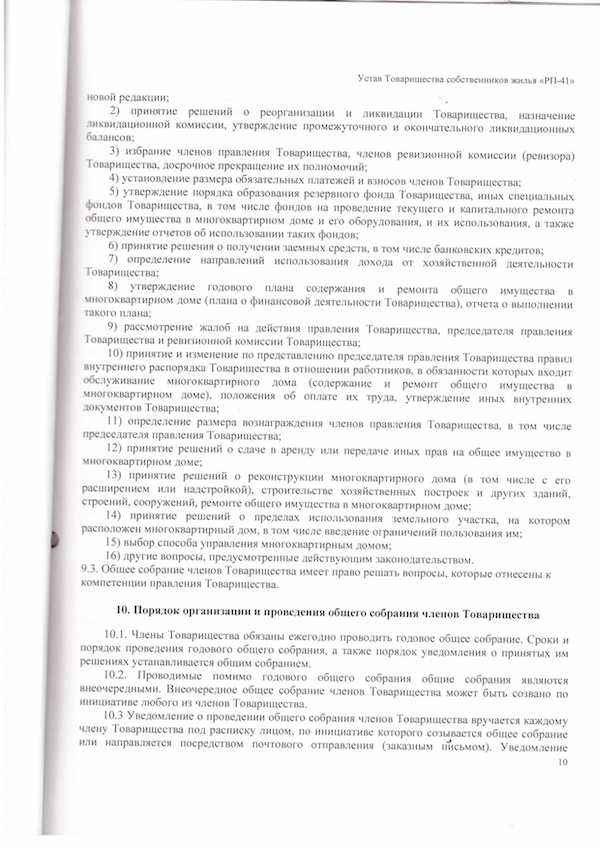 Устав Товарищества собственников жилья «РП-41»
новой редакции;
2) принятие решений о реорганизации и ликвидации Товарищества, назначение
ликвидационной комиссии, утверждение промежуточного и окончательного ликвидационных
балансов;
3) избрание членов правления Товарищества, членов ревизионной комиссии (ревизора)
Товарищества, досрочное прекращение их полномочий;
4) установление размера обязательных платежей и взносов членов Товарищества;
5) утверждение порядка образования резервного фонда Товарищества, иных специальных
фондов Товарищества, в том числе фондов на проведение текущего и капитального ремонта
общего имущества в многоквартирном доме и его оборудования, и их использования, а также
утверждение отчетов об использовании таких фондов;
6) принятие решения о получении заемных средств, в том числе банковских кредитов;
7) определение направлений использования дохода от хозяйственной деятельности
Товарищества;
8) утверждение годового плана содержания и ремонта общего имущества в
многоквартирном доме (плана о финансовой деятельности Товарищества), отчета о выполнении
такого плана;
9) рассмотрение жалоб на действия правления Товарищества, председателя правления
Товарищества и ревизионной комиссии Товарищества;
10) принятие и изменение по представлению председателя правления Товарищества правил
внутреннего распорядка Товарищества в отношении работников, в обязанности которых входит
обслуживание многоквартирного дома (содержание и ремонт общего имущества в
многоквартирном доме), положения об оплате их труда, утверждение иных внутренних
документов Товарищества;
11) определение размера вознаграждения членов правления Товарищества, в том числе
председателя правления Товарищества;
12) принятие решений о сдаче в аренду или передаче иных прав на общее имущество в
многоквартирном доме;
13) принятие решений о реконструкции многоквартирного дома (в том числе с его
расширением или надстройкой), строительстве хозяйственных построек и других зданий,
строений, сооружений, ремонте общего имущества в многоквартирном доме;
14) принятие решений о пределах использования земельного участка, на котором
расположен многоквартирный дом, в том числе введение ограничений пользования им;
15) выбор способа управления многоквартирным домом;
16) другие вопросы, предусмотренные действующим законодательством.
9.3. Общее собрание членов Товарищества имеет право решать вопросы, которые отнесены к
компетенции правления Товарищества.
10. Порядок организации и проведения общего собрания членов Товарищества
10.1. Члены Товарищества обязаны ежегодно проводить годовое общее собрание. Сроки и
порядок проведения годового общего собрания, а также порядок уведомления о принятых им
решениях устанавливается общим собранием.
10.2. Проводимые помимо годового общего собрания общие собрания являются
внеочередными. Внеочередное общее собрание членов Товарищества может быть созвано по
инициативе любого из членов Товарищества.
10.3 Уведомление о проведении общего собрания членов Товарищества вручается каждому
члену Товарищества под расписку лицом, по инициативе которого созывается общее собрание
или направляется посредством почтового отправления (заказным письмом). Уведомление
10